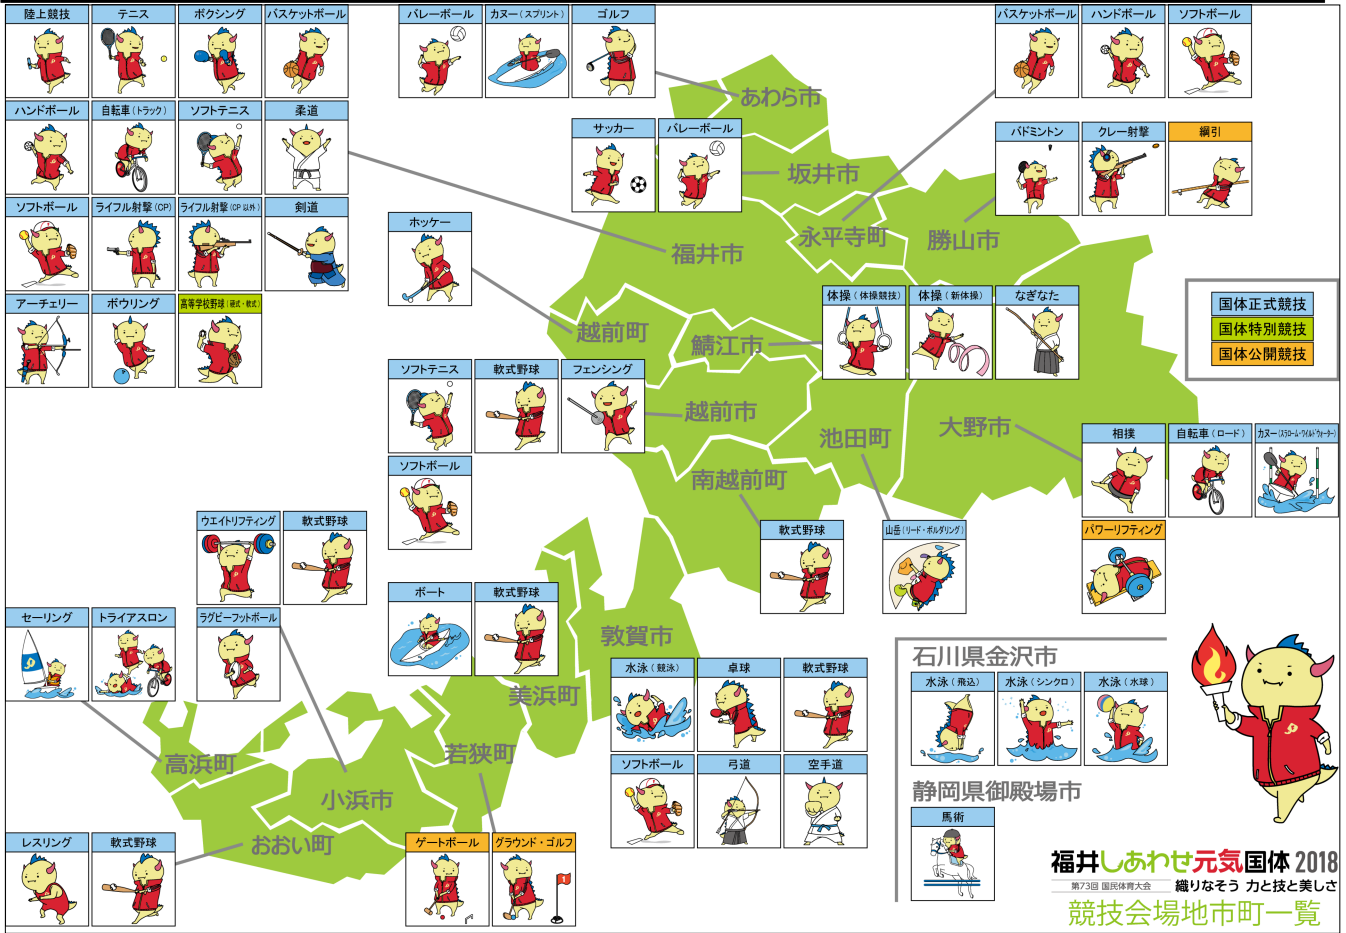 陸上競技
テニス
ボクシング
バスケットボール
ハンドボール
自転車(トラック)
ソフトテニス
柔道
ソフトボール
ライフル射撃(CP)
ライフル射撃(CP以外)
剣道
アーチェリー
ボウリング
高等学校野球(硬式・軟式)
バレーボール
カヌー(スプリント)
ゴルフ
あわら市
サッカー
バレーボール
坂井市
バスケットボール
ハンドボール
ソフトボール
永平寺町
バドミントン
クレー射撃
綱引
勝山市
福井市
ホッケー
越前町
鯖江市
体操(体操競技)
体操(新体操)
なぎなた
国体正式競技
国体特別競技
国体公開競技
ソフトテニス
軟式野球
フェンシング
ソフトボール
越前市
池田町
大野市
相撲
自転車(ロード)
カヌー(スラローム・ワイルドウォーター)
パワーリフティング
南越前町
軟式野球
山岳(リード・ボルダリング)
ウエイトリフティング
軟式野球
ラグビーフットボール
セーリング
トライアスロン
ボート
軟式野球
敦賀市
水泳(競泳)
卓球
軟式野球
ソフトボール
弓道
空手道
美浜町
若狭町
高浜町
小浜市
おおい町
レスリング
軟式野球
ゲートボール
グラウンド・ゴルフ
1
石川県金沢市
水泳(飛込)
水泳(シンクロ)
水泳(水球)
静岡県御殿場市
馬術
福井しあわせ元気国体 2018
第73回 国民体育大会 織りなそう 力と技と美しさ
競技会場地市町一覧